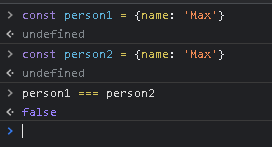 > const person1 = {name: 'Max'}
< undefined
> const person2 = {name: 'Max'}
< undefined
> person1 === person2
< false
>